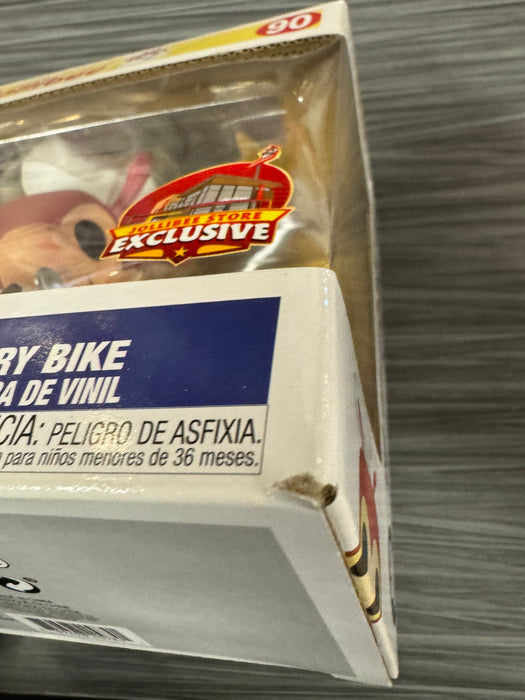 90
JOLLIBEE STORE
EXCLUSIVE
RY BIKE
RA DE VINIL
CIA: PELIGRO DE ASFIXIA.
para niños menores de 36 meses.